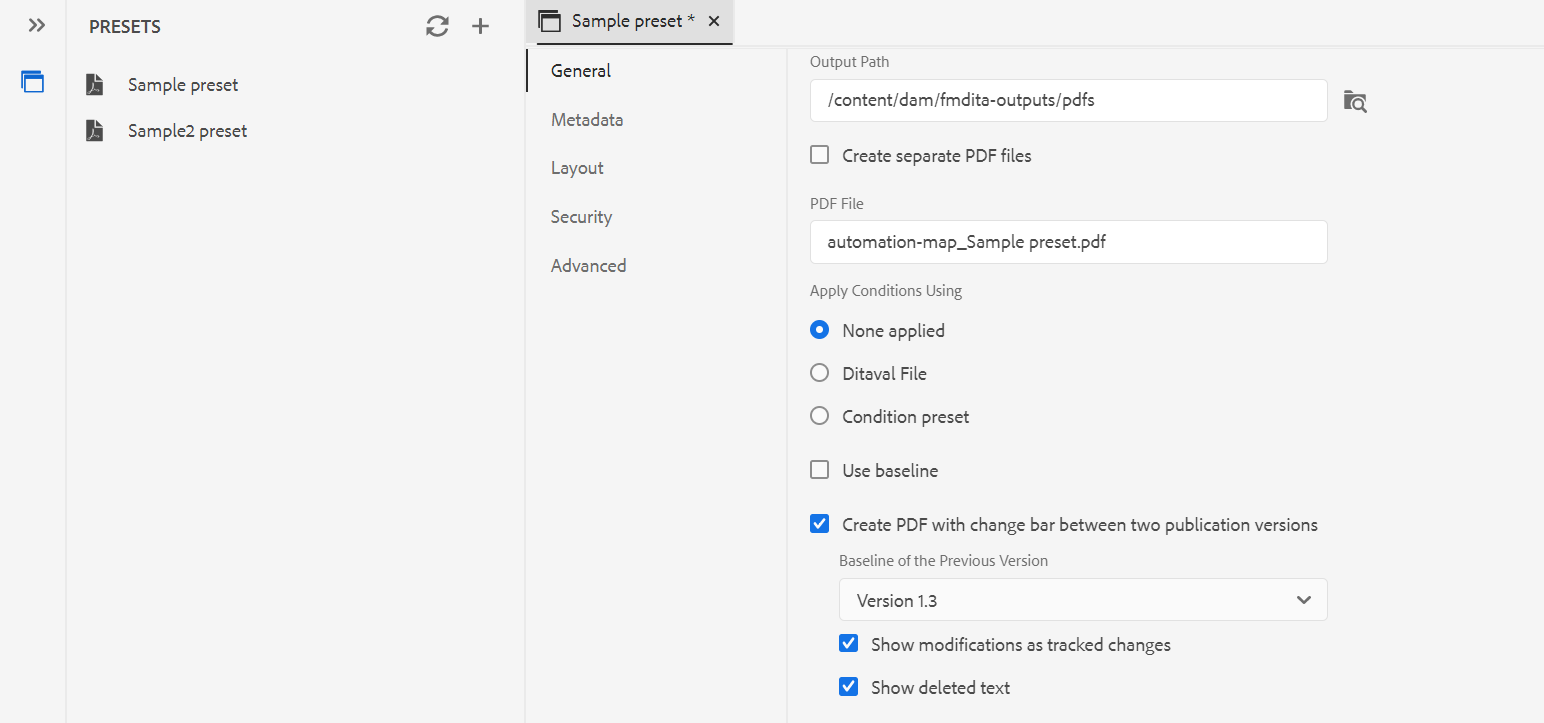 PRESETS
Sample preset
Sample2 preset
Sample preset *
General
Metadata
Layout
Security
Advanced
Output Path
/content/dam/fmdita-outputs/pdfs
Create separate PDF files
PDF File
automation-map_Sample preset.pdf
Apply Conditions Using
None applied
Ditaval File
Condition preset
Use baseline
Create PDF with change bar between two publication versions
Baseline of the Previous Version
Version 1.3
Show modifications as tracked changes
Show deleted text